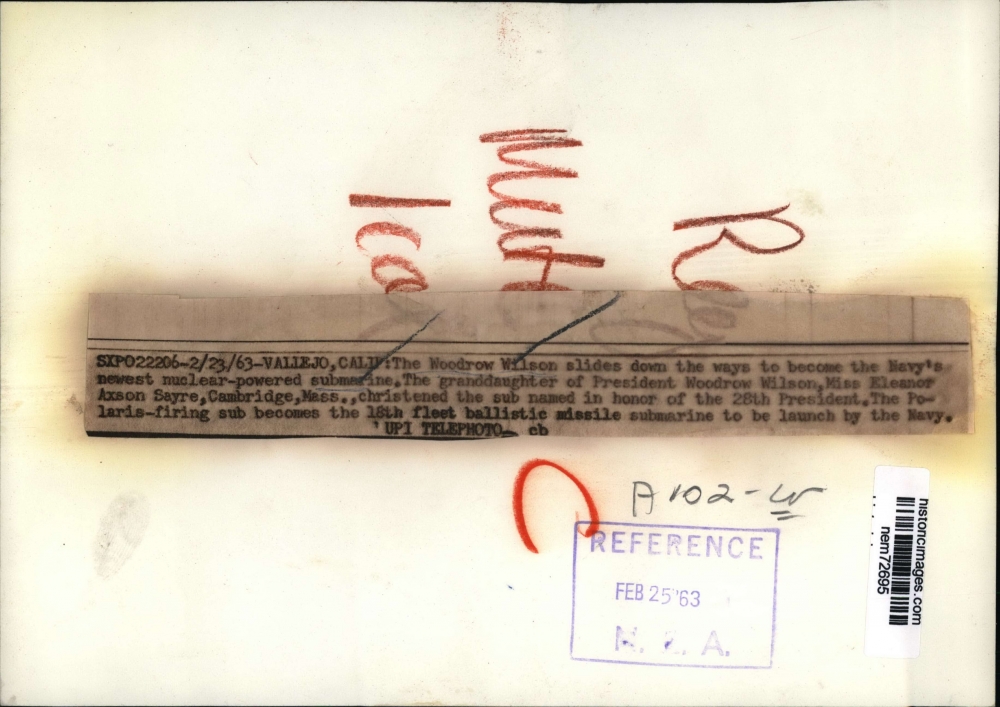 SXP022206-2/23/63-VALLEJO,CALIF:The Woodrow Wilson slides down the ways to become the Navy's
newest nuclear-powered submarine.The granddaughter of President Woodrow Wilson,Miss Eleanor
Axson Sayre,Cambridge,Mass.,christened the sub named in honor of the 28th President.The Po-
laris-firing sub becomes the 18th fleet ballistic missile submarine to be launch by the Navy.
UPI TELEPHOTO cb
A102-W
REFERENCE
FEB 25 '63
N. E. A.
historicimages.com
nem72695